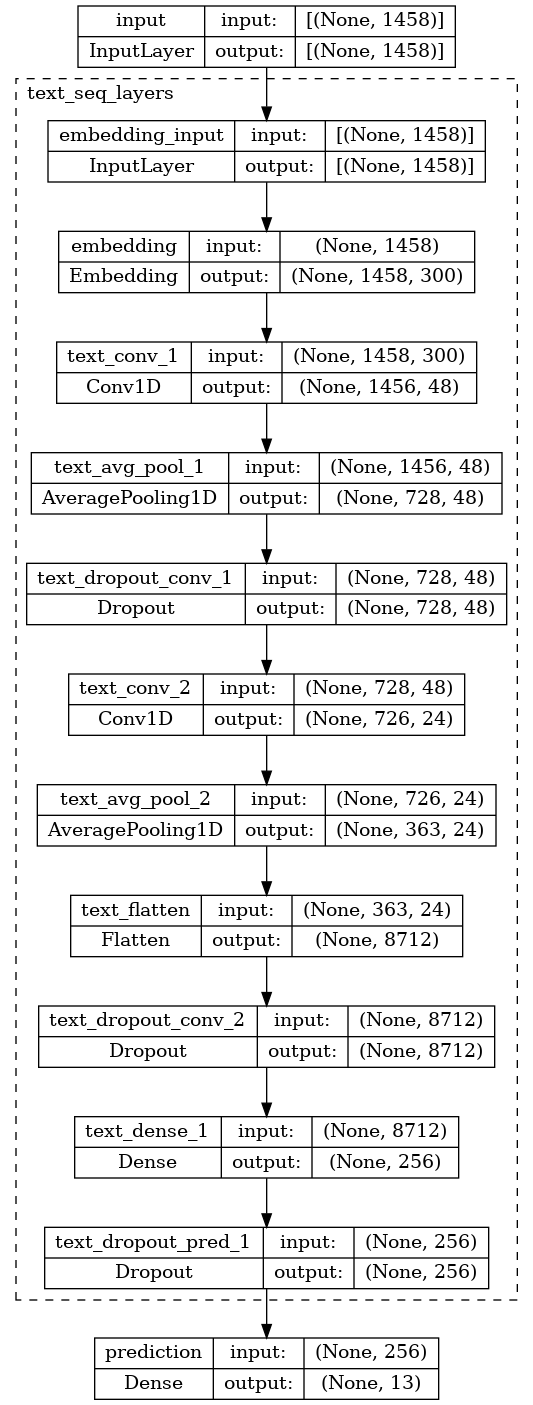 input input: [(None, 1458)]
InputLayer output: [(None, 1458)]
text_seq_layers
embedding_input input: [(None, 1458)]
InputLayer output: [(None, 1458)]
embedding input: (None, 1458)
Embedding output: (None, 1458, 300)
text_conv_1 input: (None, 1458, 300)
Conv1D output: (None, 1456, 48)
text_avg_pool_1 input: (None, 1456, 48)
AveragePooling1D output: (None, 728, 48)
text_dropout_conv_1 input: (None, 728, 48)
Dropout output: (None, 728, 48)
text_conv_2 input: (None, 728, 48)
Conv1D output: (None, 726, 24)
text_avg_pool_2 input: (None, 726, 24)
AveragePooling1D output: (None, 363, 24)
text_flatten input: (None, 363, 24)
Flatten output: (None, 8712)
text_dropout_conv_2 input: (None, 8712)
Dropout output: (None, 8712)
text_dense_1 input: (None, 8712)
Dense output: (None, 256)
text_dropout_pred_1 input: (None, 256)
Dropout output: (None, 256)
prediction input: (None, 256)
Dense output: (None, 13)